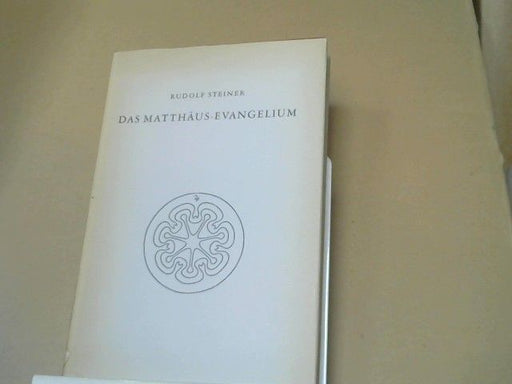 RUDOLF STEINER
DAS MATTHÄUS-EVANGELIUM